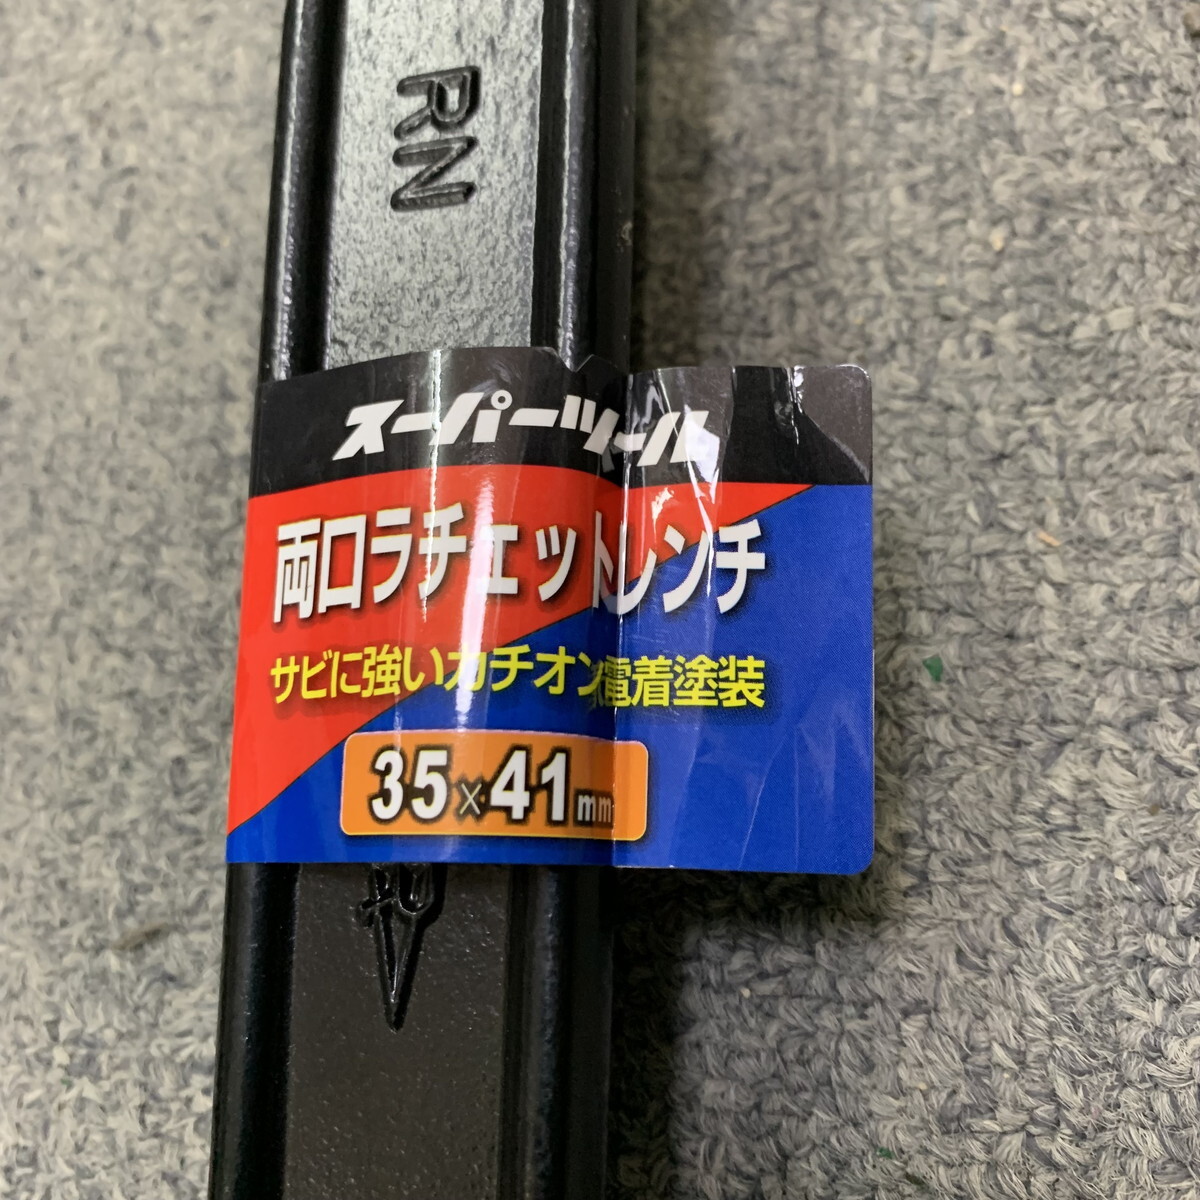 RN
スーパーツール
両口ラチェットレンチ
サビに強いカチオン電着塗装
35×41mm